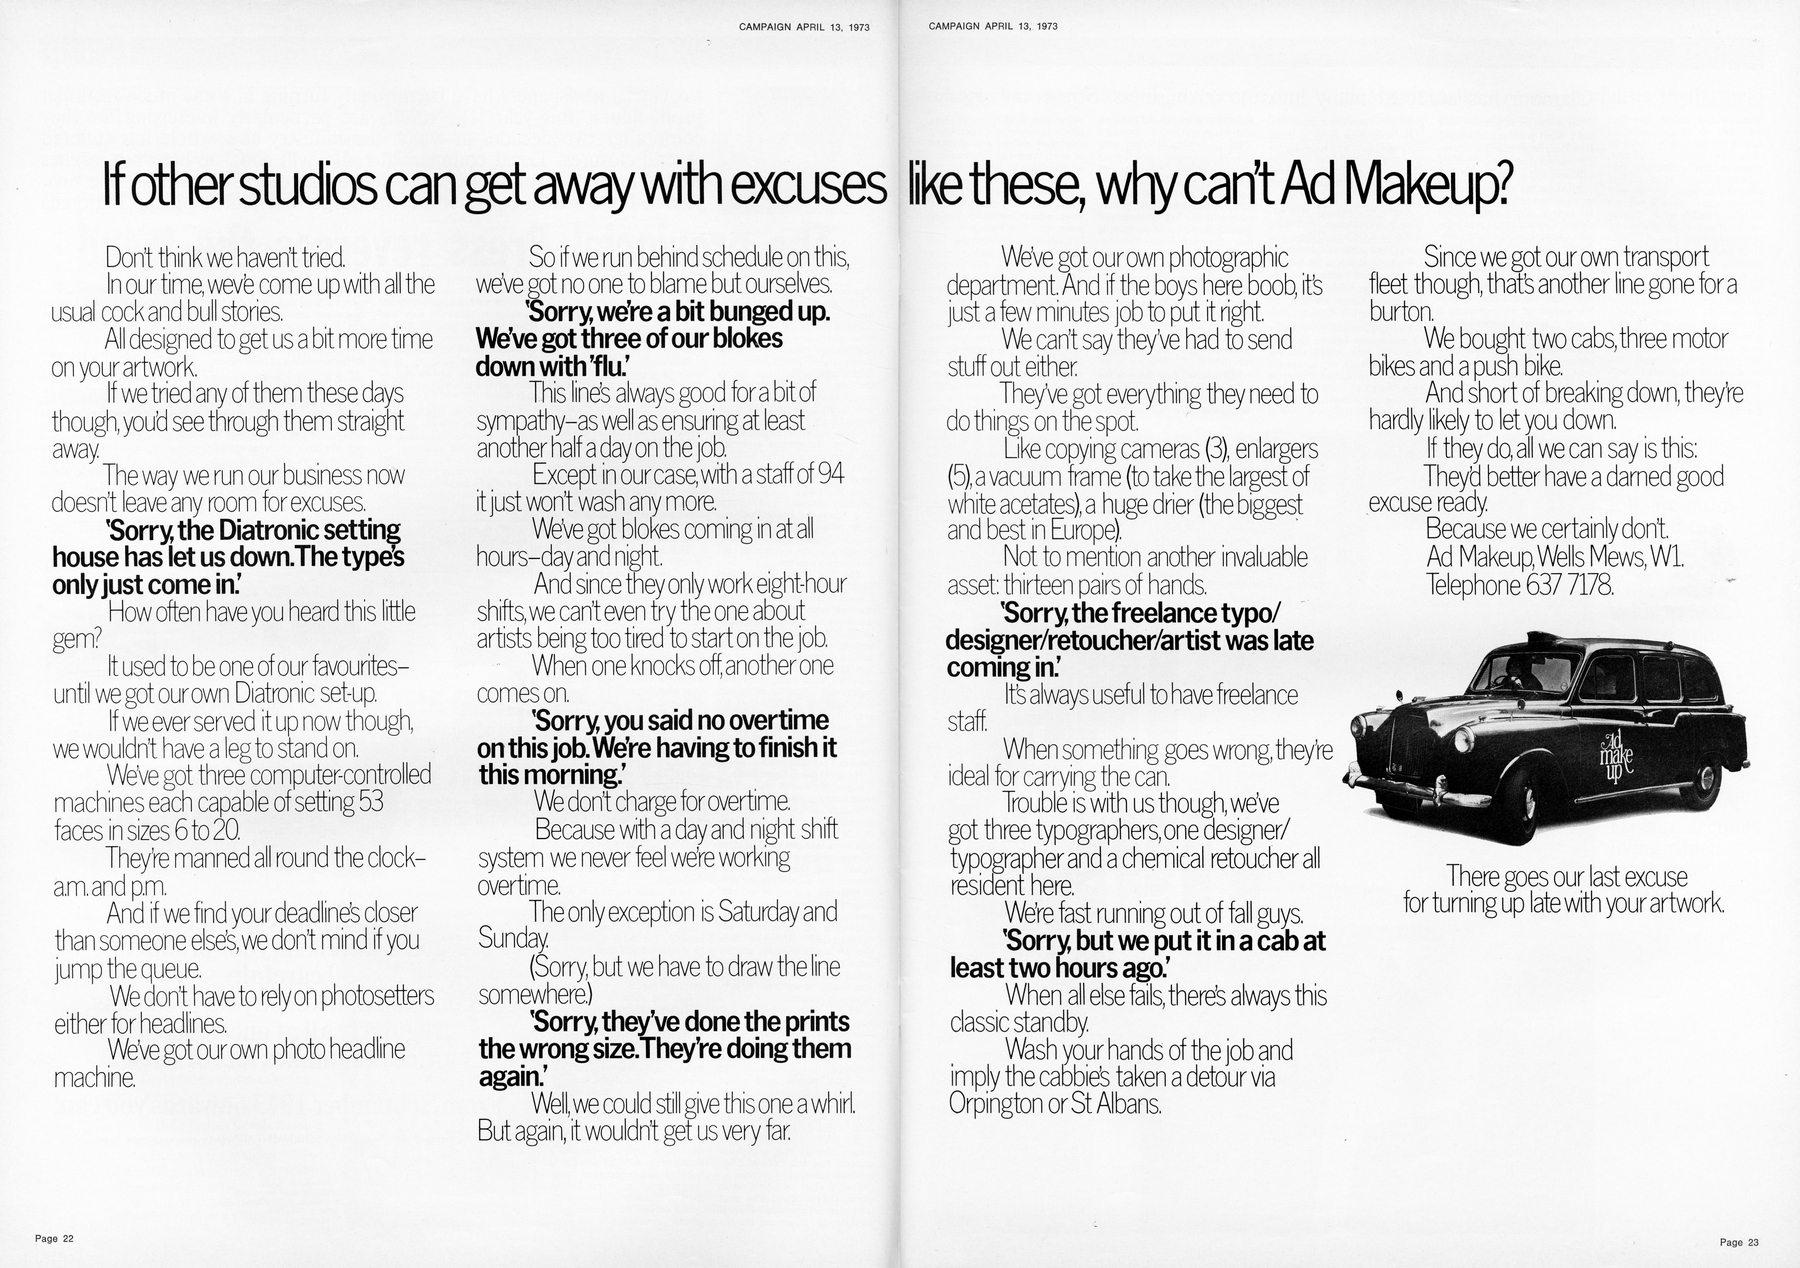 CAMPAIGN APRIL 13, 1973
CAMPAIGN APRIL 13, 1973
If other studios can get away with excuses like these, why can't Ad Makeup?
Don't think we haven't tried.
In our time, we've come up with all the
usual cock and bull stories.
All designed to get us a bit more time
on your artwork.
If we tried any of them these days
though, you'd see through them straight
away.
The way we run our business now
doesn't leave any room for excuses.
'Sorry, the Diatronic setting
house has let us down. The type's
only just come in.'
How often have you heard this little
gem?
It used to be one of our favourites–
until we got our own Diatronic set-up.
If we ever served it up now though,
we wouldn't have a leg to stand on.
We've got three computer-controlled
machines each capable of setting 53
faces in sizes 6 to 20.
They're manned all round the clock–
a.m. and p.m.
And if we find your deadline's closer
than someone else's, we don't mind if you
jump the queue.
We don't have to rely on photosetters
either for headlines.
We've got our own photo headline
machine.
So if we run behind schedule on this,
we've got no one to blame but ourselves.
'Sorry, we're a bit bunged up.
We've got three of our blokes
down with 'flu.'
This line's always good for a bit of
sympathy–as well as ensuring at least
another half a day on the job.
Except in our case, with a staff of 94
it just won't wash any more.
We've got blokes coming in at all
hours–day and night.
And since they only work eight-hour
shifts, we can't even try the one about
artists being too tired to start on the job.
When one knocks off, another one
comes on.
'Sorry, you said no overtime
on this job. We're having to finish it
this morning.'
We don't charge for overtime.
Because with a day and night shift
system we never feel we're working
overtime.
The only exception is Saturday and
Sunday.
(Sorry, but we have to draw the line
somewhere.)
'Sorry, they've done the prints
the wrong size. They're doing them
again.'
Well, we could still give this one a whirl.
But again, it wouldn't get us very far.
We've got our own photographic
department. And if the boys here boob, it's
just a few minutes job to put it right.
We can't say they've had to send
stuff out either.
They've got everything they need to
do things on the spot.
Like copying cameras (3), enlargers
(5), a vacuum frame (to take the largest of
white acetates), a huge drier (the biggest
and best in Europe).
Not to mention another invaluable
asset: thirteen pairs of hands.
'Sorry, the freelance typo/
designer/retoucher/artist was late
coming in.'
It's always useful to have freelance
staff.
When something goes wrong, they're
ideal for carrying the can.
Trouble is with us though, we've
got three typographers, one designer/
typographer and a chemical retoucher all
resident here.
We're fast running out of fall guys.
'Sorry, but we put it in a cab at
least two hours ago.'
When all else fails, there's always this
classic standby.
Wash your hands of the job and
imply the cabbie's taken a detour via
Orpington or St Albans.
Since we got our own transport
fleet though, that's another line gone for a
burton.
We bought two cabs, three motor
bikes and a push bike.
And short of breaking down, they're
hardly likely to let you down.
If they do, all we can say is this:
They'd better have a darned good
excuse ready.
Because we certainly don't.
Ad Makeup, Wells Mews, W1.
Telephone 637 7178.
Ad
make
up
There goes our last excuse
for turning up late with your artwork.
Page 22
Page 23